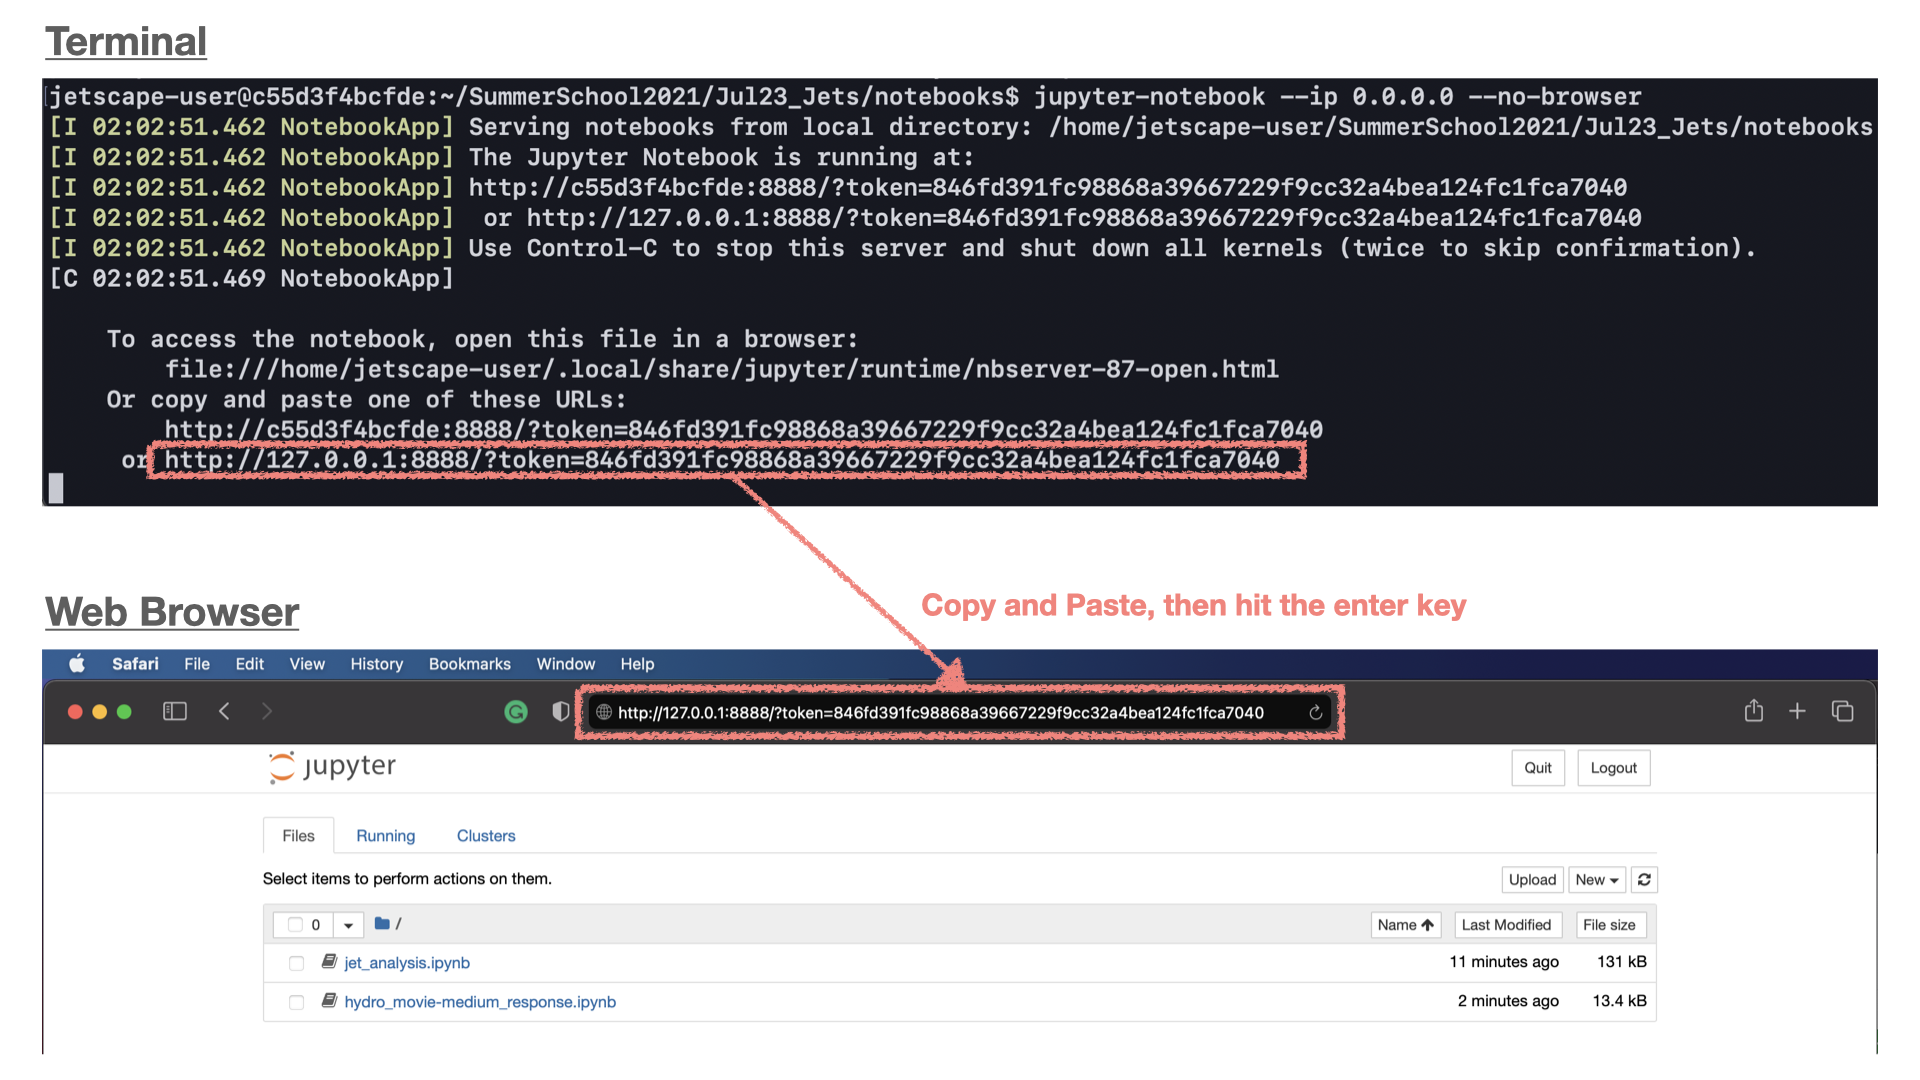 Terminal
jetscape-user@c55d3f4bcfde:~/SummerSchool2021/Jul23_Jets/notebooks$ jupyter-notebook --ip 0.0.0.0 --no-browser
[I 02:02:51.462 NotebookApp] Serving notebooks from local directory: /home/jetscape-user/SummerSchool2021/Jul23_Jets/notebooks
[I 02:02:51.462 NotebookApp] The Jupyter Notebook is running at:
[I 02:02:51.462 NotebookApp] http://c55d3f4bcfde:8888/?token=846fd391fc98868a39667229f9cc32a4bea124fc1fca7040
[I 02:02:51.462 NotebookApp]  or http://127.0.0.1:8888/?token=846fd391fc98868a39667229f9cc32a4bea124fc1fca7040
[I 02:02:51.462 NotebookApp] Use Control-C to stop this server and shut down all kernels (twice to skip confirmation).
[C 02:02:51.469 NotebookApp]
To access the notebook, open this file in a browser:
file:///home/jetscape-user/.local/share/jupyter/runtime/nbserver-87-open.html
Or copy and paste one of these URLs:
http://c55d3f4bcfde:8888/?token=846fd391fc98868a39667229f9cc32a4bea124fc1fca7040
or http://127.0.0.1:8888/?token=846fd391fc98868a39667229f9cc32a4bea124fc1fca7040
Copy and Paste, then hit the enter key
Web Browser
Safari File Edit View History Bookmarks Window Help
http://127.0.0.1:8888/?token=846fd391fc98868a39667229f9cc32a4bea124fc1fca7040
jupyter Quit Logout
Files Running Clusters
Select items to perform actions on them. Upload New
0 / Name Last Modified File size
jet_analysis.ipynb 11 minutes ago 131 kB
hydro_movie-medium_response.ipynb 2 minutes ago 13.4 kB